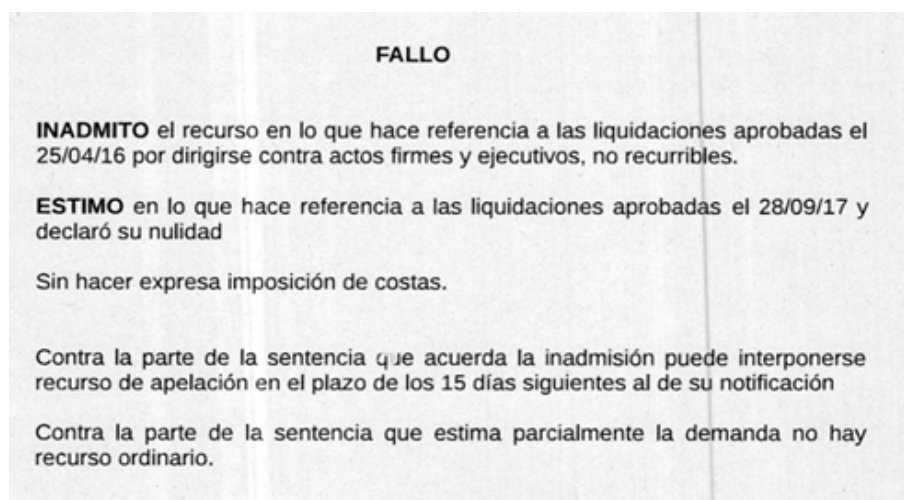 FALLO
INADMITO el recurso en lo que hace referencia a las liquidaciones aprobadas el
25/04/16 por dirigirse contra actos firmes y ejecutivos, no recurribles.
ESTIMO en lo que hace referencia a las liquidaciones aprobadas el 28/09/17 y
declaró su nulidad
Sin hacer expresa imposición de costas.
Contra la parte de la sentencia que acuerda la inadmisión puede interponerse
recurso de apelación en el plazo de los 15 días siguientes al de su notificación
Contra la parte de la sentencia que estima parcialmente la demanda no hay
recurso ordinario.